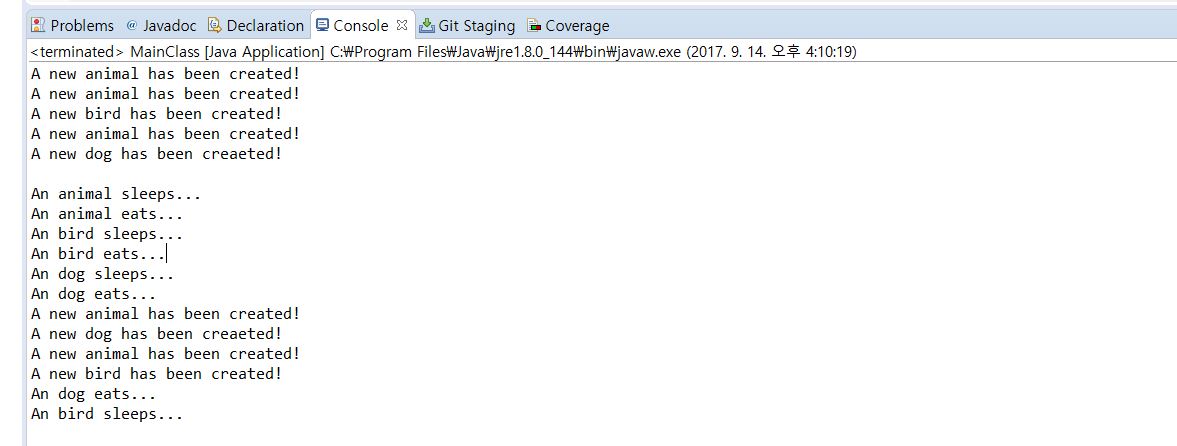 Problems @ Javadoc Declaration Console Git Staging Coverage
<terminated> MainClass [Java Application] C:₩Program Files₩Java₩jre1.8.0_144₩bin₩javaw.exe (2017. 9. 14. 오후 4:10:19)
A new animal has been created!
A new animal has been created!
A new bird has been created!
A new animal has been created!
A new dog has been creaeted!

An animal sleeps...
An animal eats...
An bird sleeps...
An bird eats...
An dog sleeps...
An dog eats...
A new animal has been created!
A new dog has been creaeted!
A new animal has been created!
A new bird has been created!
An dog eats...
An bird sleeps...